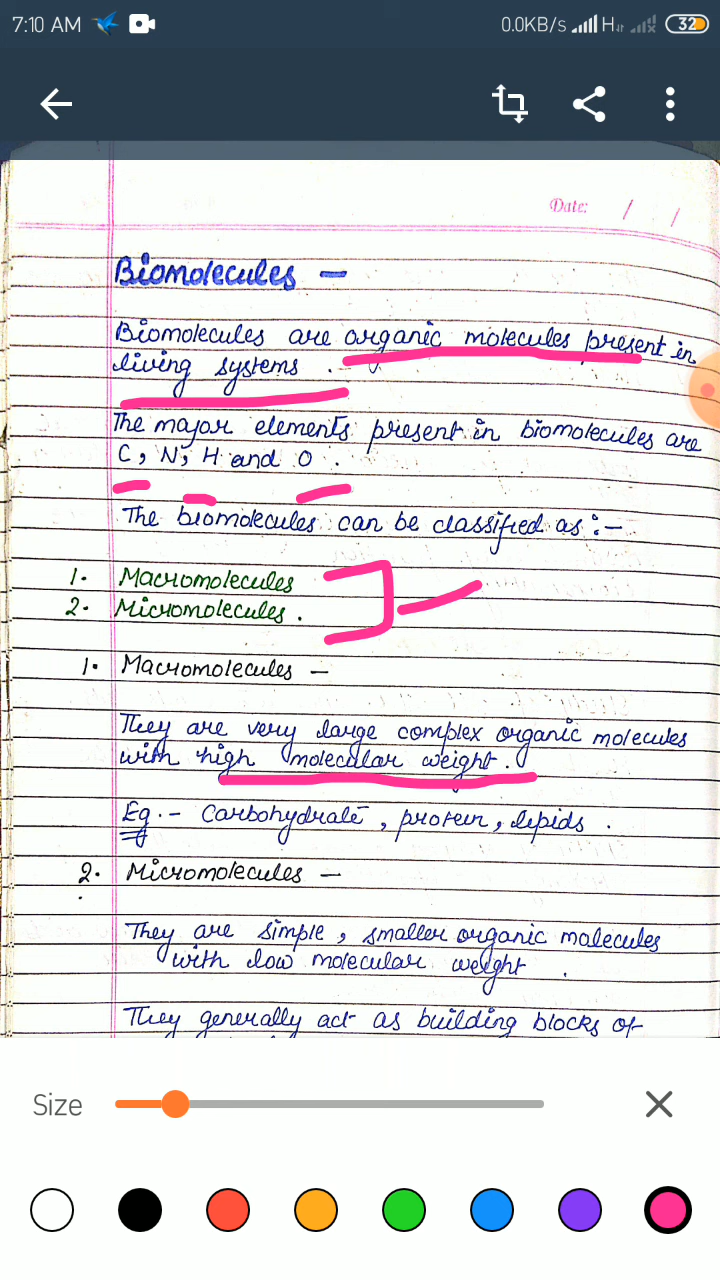 7:10 AM 0.0KB/s H 32
Date: / /
Biomolecules –
Biomolecules are organic molecules present in
living systems .
The major elements present in biomolecules are
C, N, H and O .
The biomolecules can be classified as :-
1. Macromolecules
2. Micromolecules .
1. Macromolecules –
They are very large complex organic molecules
with high molecular weight .
Eg. - Carbohydrate , protein , lipids .
2. Micromolecules –
They are simple , smaller organic malecules
with low molecular weight .
They generally act as building blocks of
Size